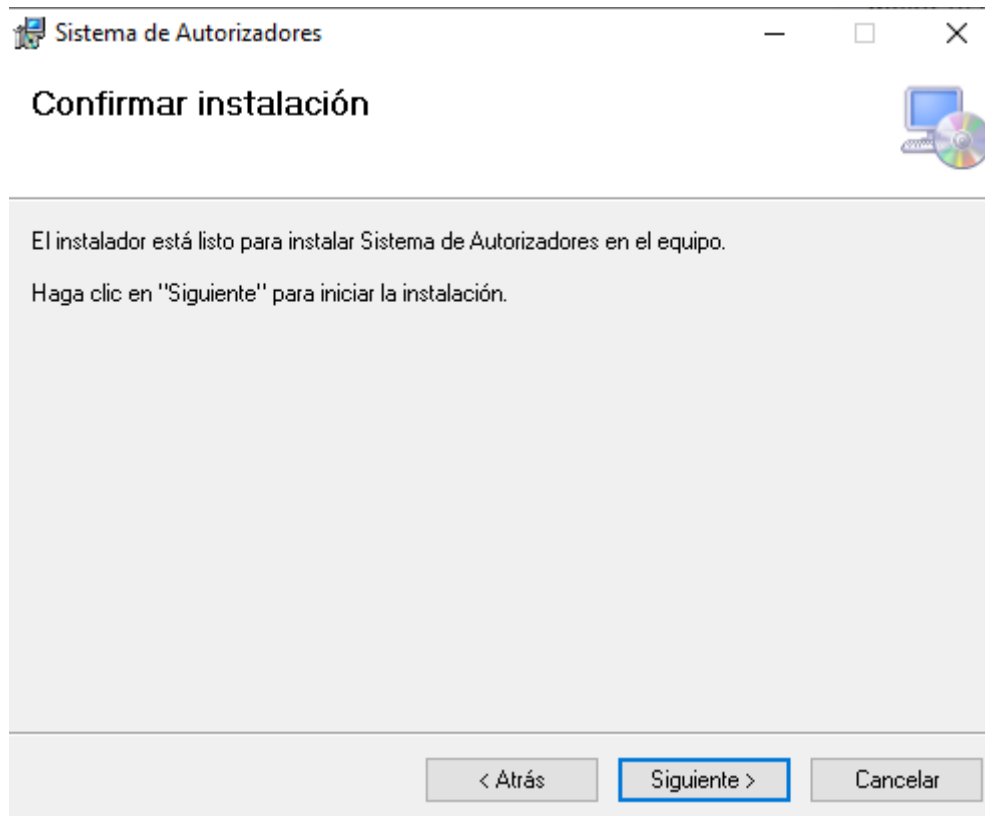 Sistema de Autorizadores
Confirmar instalación
El instalador está listo para instalar Sistema de Autorizadores en el equipo.
Haga clic en "Siguiente" para iniciar la instalación.
< Atrás
Siguiente >
Cancelar